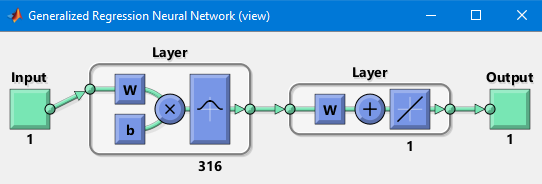 Generalized Regression Neural Network (view)
Layer
Layer
Input
Output
W
b
W
1
316
1
1